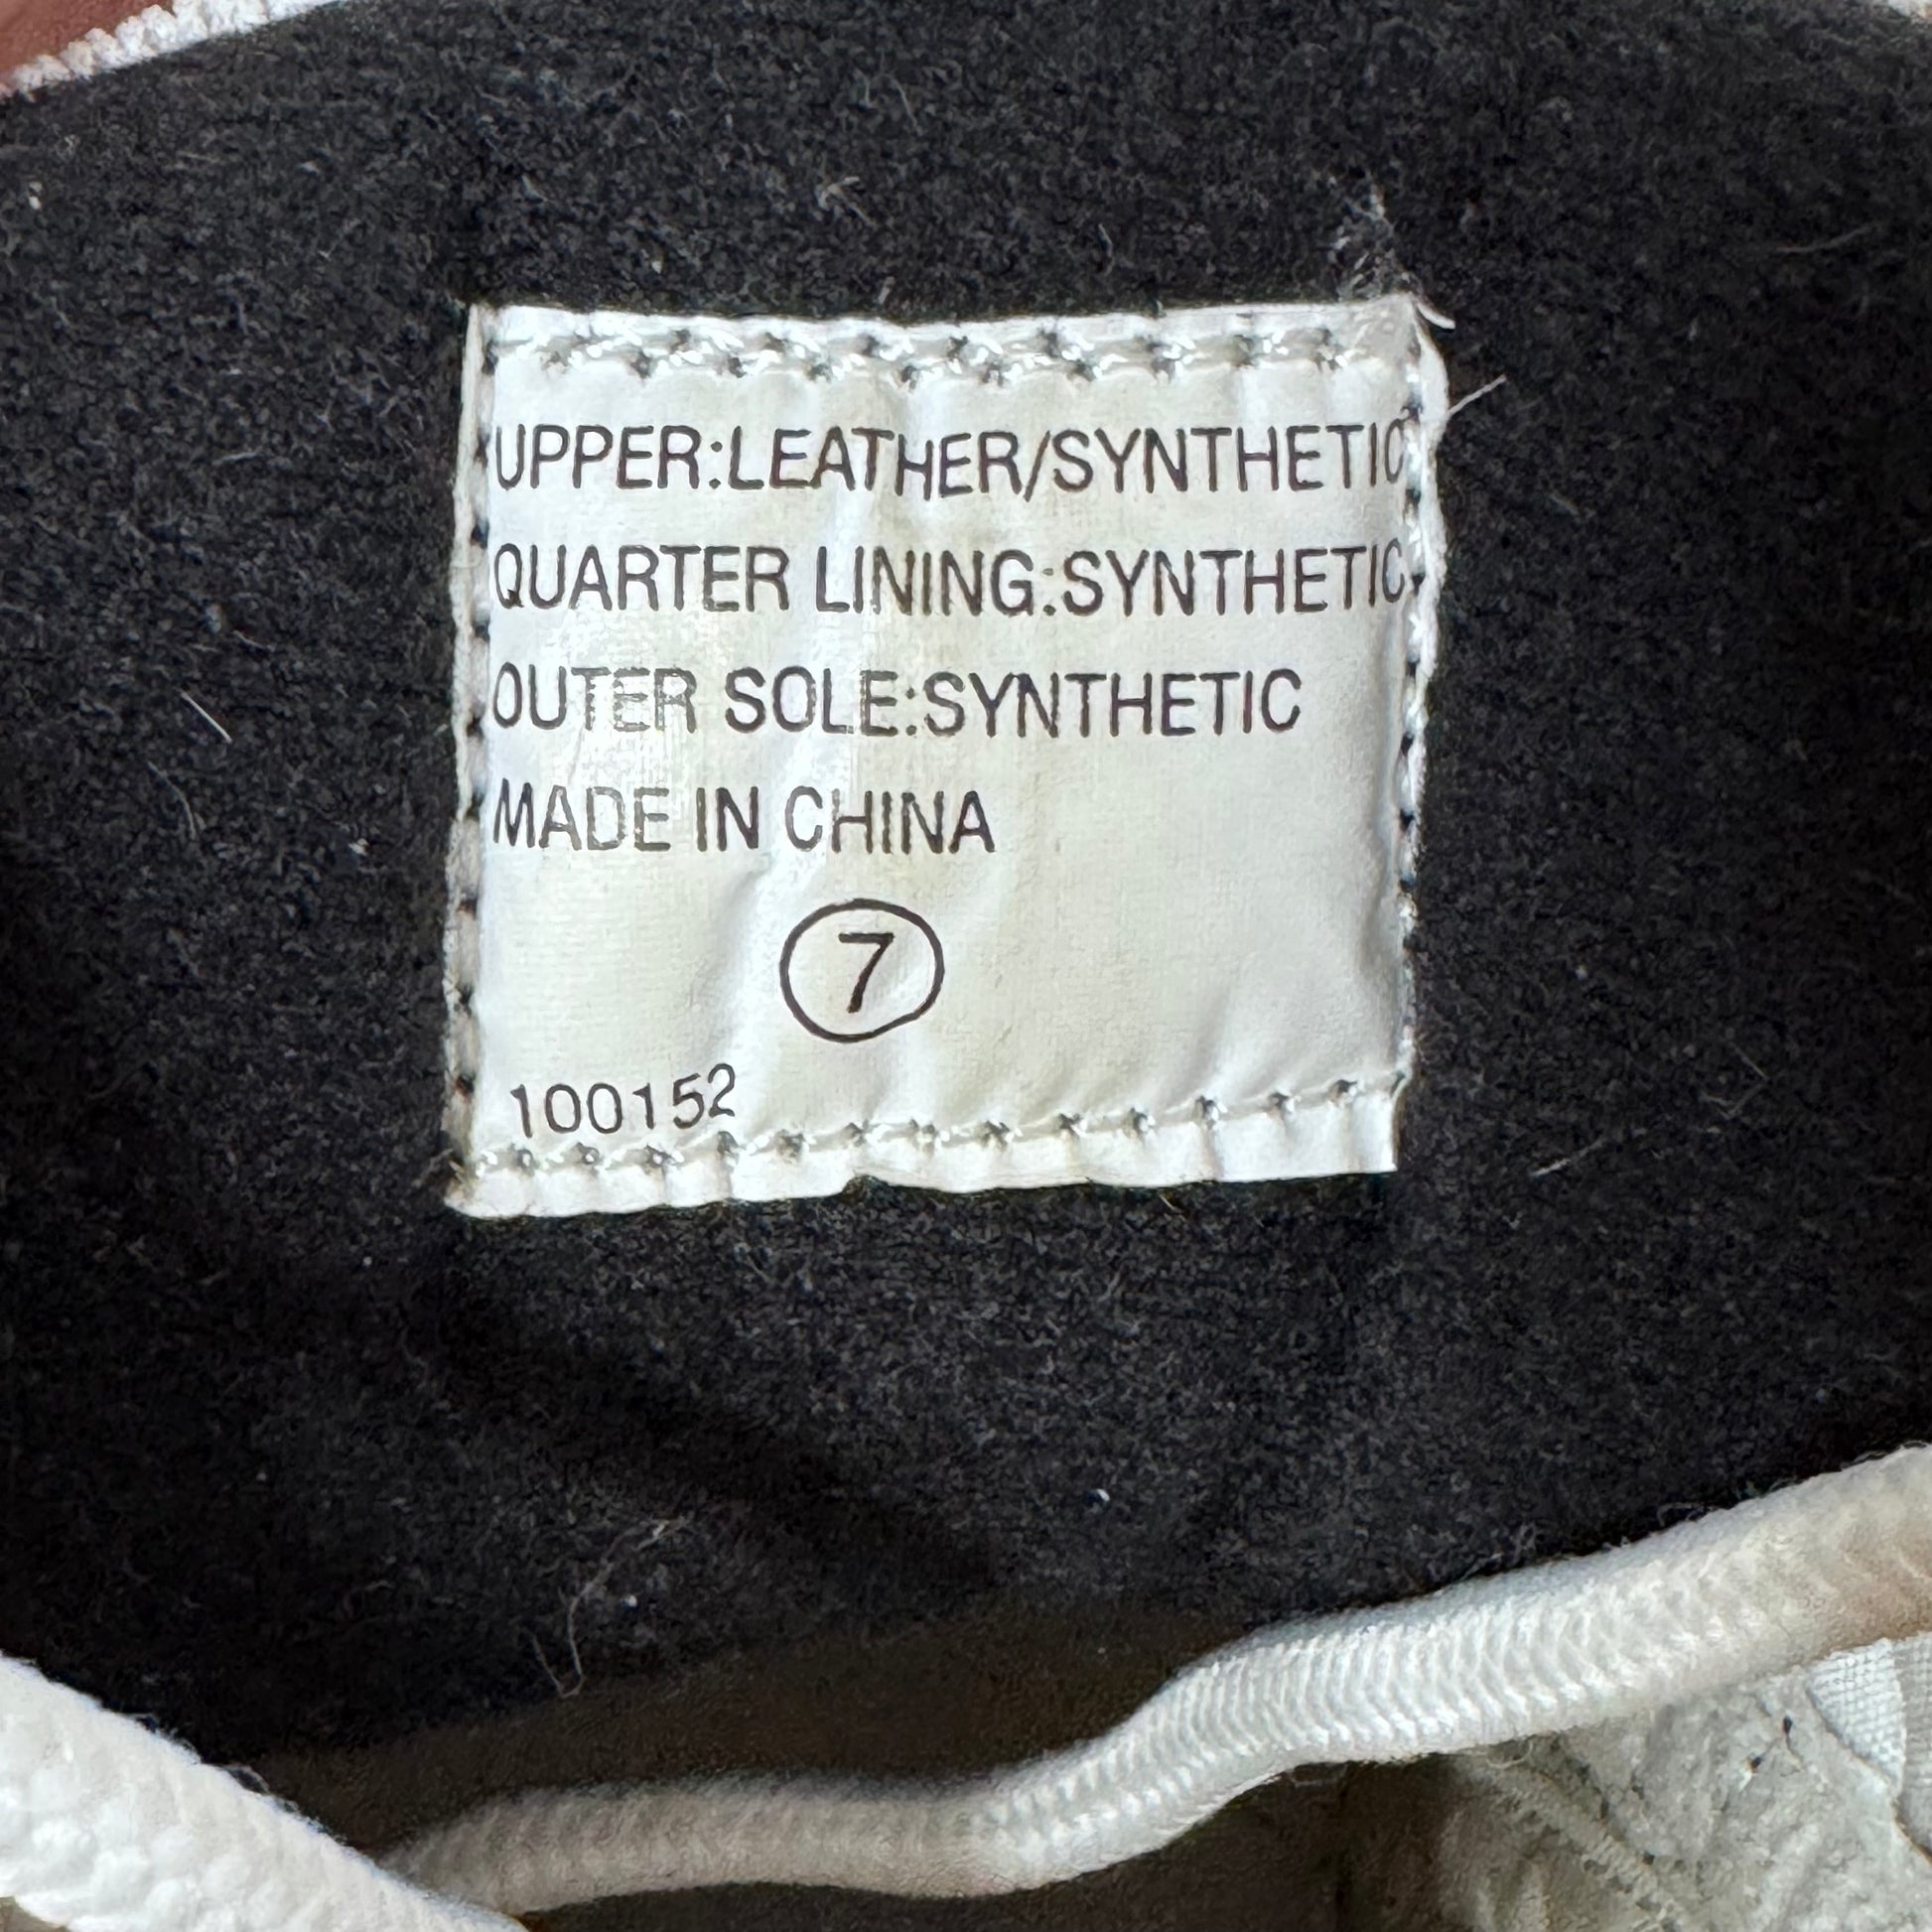 UPPER:LEATHER/SYNTHETIC
QUARTER LINING:SYNTHETIC
OUTER SOLE:SYNTHETIC
MADE IN CHINA
7
100152